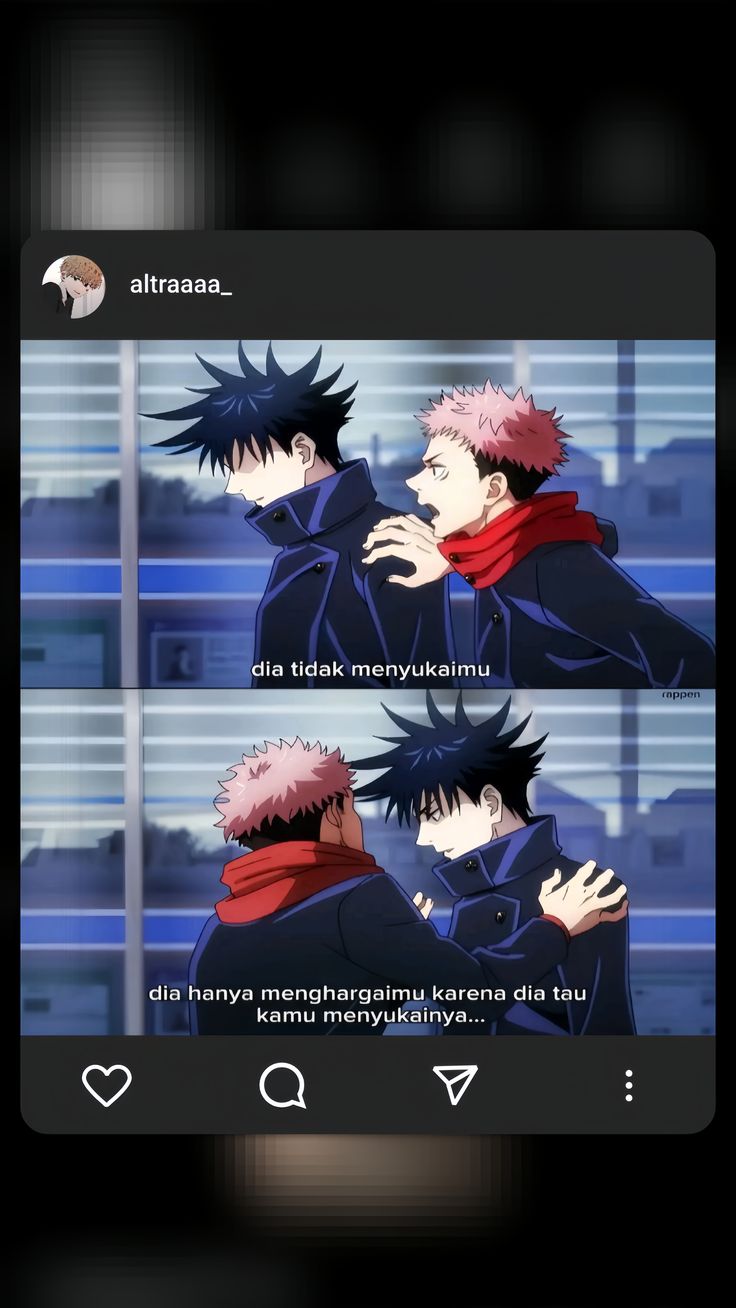 altraaaa_
dia tidak menyukaimu
rappen
dia hanya menghargaimu karena dia tau
kamu menyukainya...